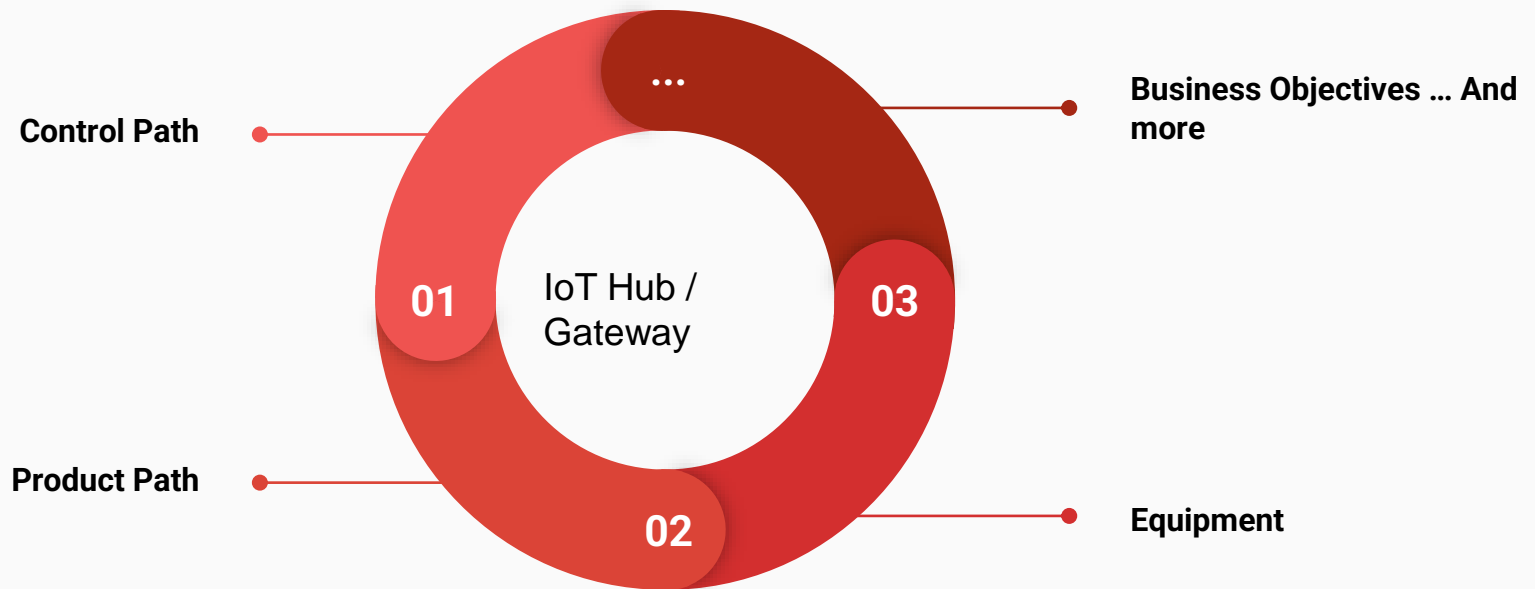 ...
Business Objectives … And
more
Control Path
01
IoT Hub /
Gateway
03
Product Path
02
Equipment